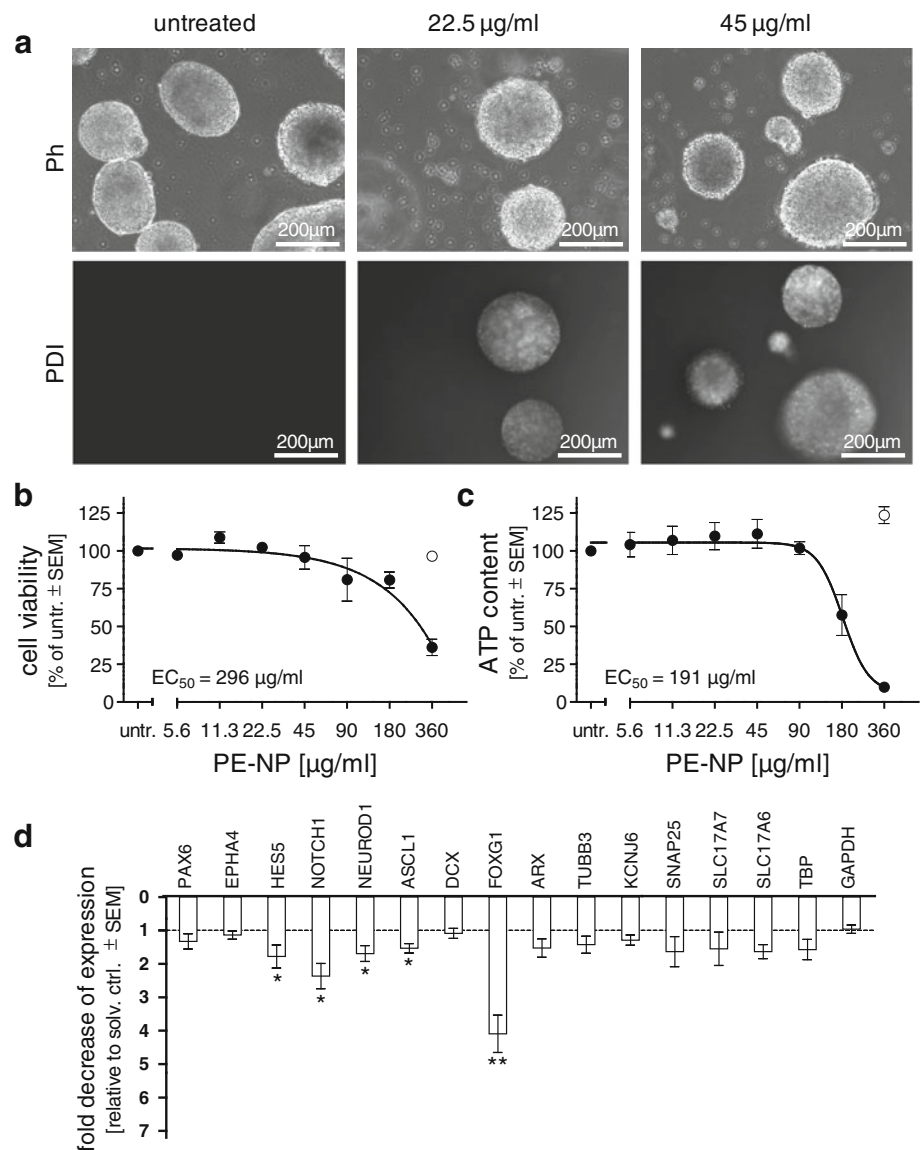 untreated 22.5 µg/ml 45 µg/ml
a
Ph
200µm 200µm 200µm
PDI
200µm 200µm 200µm
b
cell viability
[% of untr. ± SEM]
125
100
75
50
25
0
EC50 = 296 µg/ml
untr. 5.6 11.3 22.5 45 90 180 360
PE-NP [µg/ml]
c
ATP content
[% of untr. ± SEM]
125
100
75
50
25
0
EC50 = 191 µg/ml
untr. 5.6 11.3 22.5 45 90 180 360
PE-NP [µg/ml]
d
PAX6
EPHA4
HES5
NOTCH1
NEUROD1
ASCL1
DCX
FOXG1
ARX
TUBB3
KCNJ6
SNAP25
SLC17A7
SLC17A6
TBP
GAPDH
fold decrease of expression
[relative to solv. ctrl. ± SEM]
0
1
2
3
4
5
6
7
* * * * **